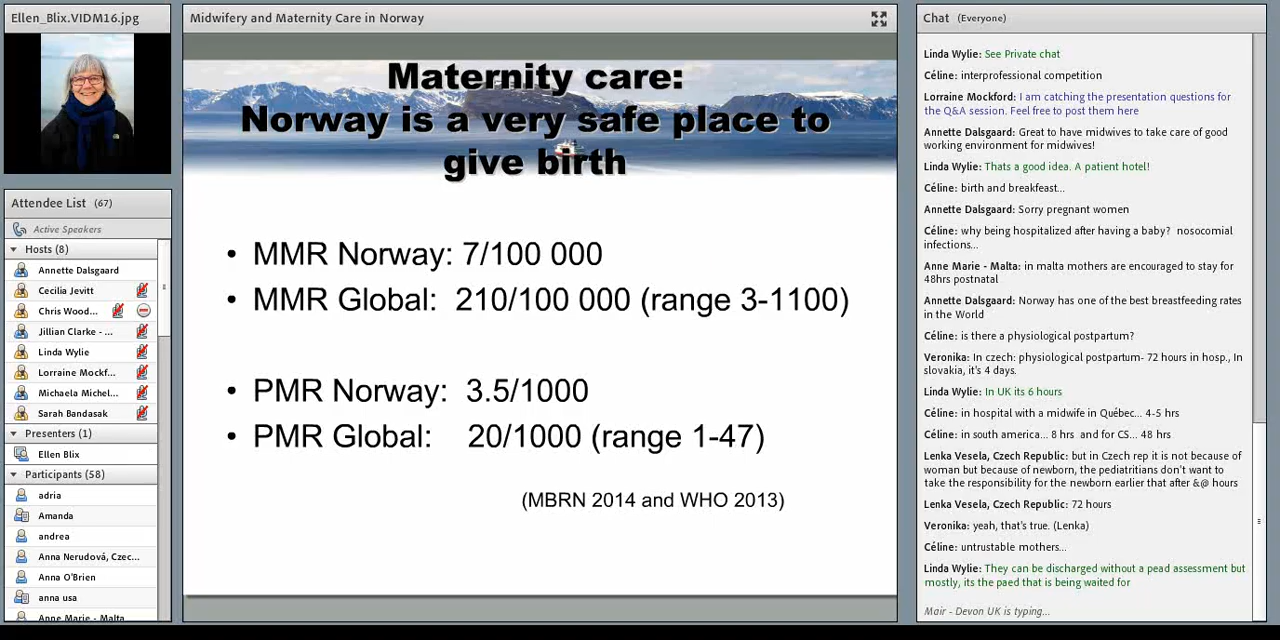 Ellen_Blix.VIDM16.jpg
Attendee List (67)
Active Speakers
Hosts (8)
Annette Dalsgaard
Cecilia Jevitt
Chris Wood...
Jillian Clarke - ...
Linda Wylie
Lorraine Mockf...
Michaela Michel...
Sarah Bandasak
Presenters (1)
Ellen Blix
Participants (58)
adria
Amanda
andrea
Anna Nerudová, Czec...
Anna O'Brien
anna usa
Anne Marie - Malta
Midwifery and Maternity Care in Norway
Maternity care:
Norway is a very safe place to
give birth
• MMR Norway: 7/100 000
• MMR Global: 210/100 000 (range 3-1100)
• PMR Norway: 3.5/1000
• PMR Global: 20/1000 (range 1-47)
(MBRN 2014 and WHO 2013)
Chat (Everyone)
Linda Wylie: See Private chat
Céline: interprofessional competition
Lorraine Mockford: I am catching the presentation questions for
the Q&A session. Feel free to post them here
Annette Dalsgaard: Great to have midwives to take care of good
working environment for midwives!
Linda Wylie: Thats a good idea. A patient hotel!
Céline: birth and breakfeast...
Annette Dalsgaard: Sorry pregnant women
Céline: why being hospitalized after having a baby? nosocomial
infections...
Anne Marie - Malta: in malta mothers are encouraged to stay for
48hrs postnatal
Annette Dalsgaard: Norway has one of the best breastfeeding rates
in the World
Céline: is there a physiological postpartum?
Veronika: In czech: physiological postpartum- 72 hours in hosp., In
slovakia, it's 4 days.
Linda Wylie: In UK its 6 hours
Céline: in hospital with a midwife in Québec... 4-5 hrs
Céline: in south america... 8 hrs and for CS... 48 hrs
Lenka Vesela, Czech Republic: but in Czech rep it is not because of
woman but because of newborn, the pediatritians don't want to
take the responsibility for the newborn earlier that after &@ hours
Lenka Vesela, Czech Republic: 72 hours
Veronika: yeah, that's true. (Lenka)
Céline: untrustable mothers...
Linda Wylie: They can be discharged without a pead assessment but
mostly, its the paed that is being waited for
Mair - Devon UK is typing...